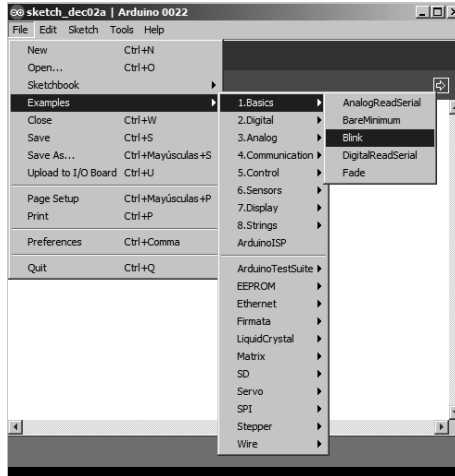 sketch_dec02a | Arduino 0022
File Edit Sketch Tools Help
New Ctrl+N
Open... Ctrl+O
Sketchbook
Examples
Close Ctrl+W
Save Ctrl+S
Save As... Ctrl+Mayúsculas+S
Upload to I/O Board Ctrl+U
Page Setup Ctrl+Mayúsculas+P
Print Ctrl+P
Preferences Ctrl+Comma
Quit Ctrl+Q
1.Basics
2.Digital
3.Analog
4.Communication
5.Control
6.Sensors
7.Display
8.Strings
ArduinoISP
ArduinoTestSuite
EEPROM
Ethernet
Firmata
LiquidCrystal
Matrix
SD
Servo
SPI
Stepper
Wire
AnalogReadSerial
BareMinimum
Blink
DigitalReadSerial
Fade